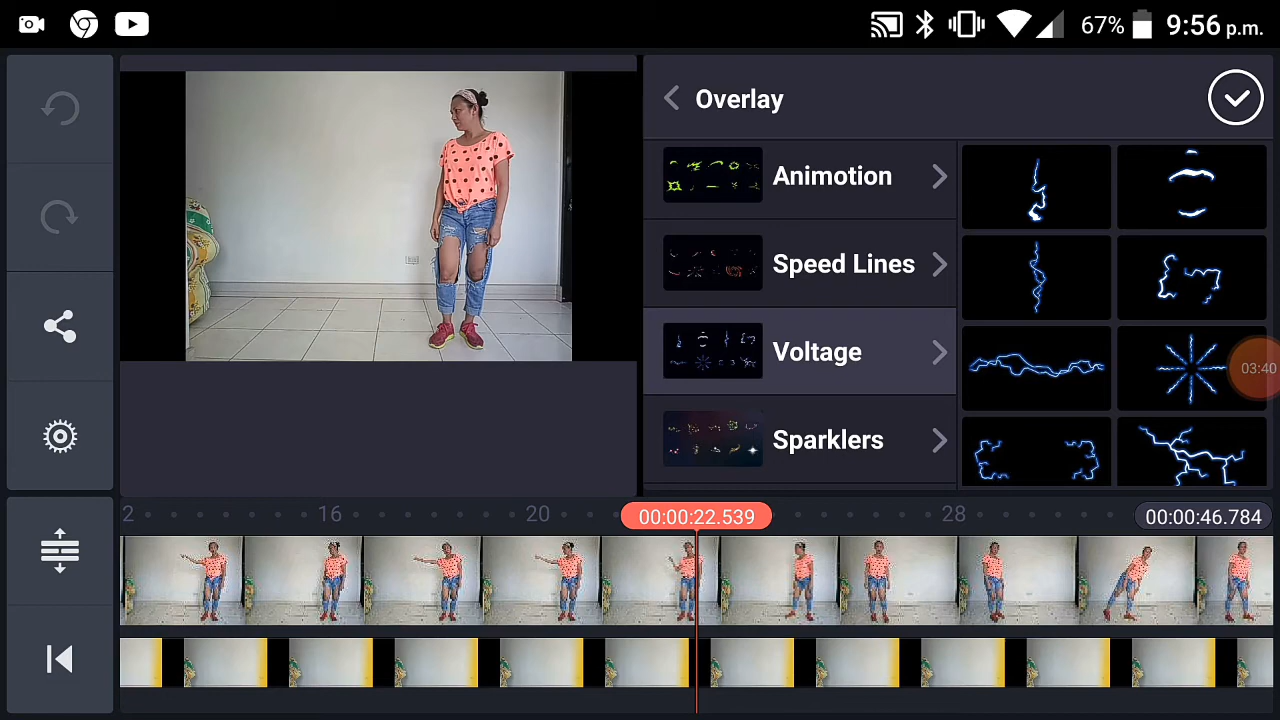 67% 9:56 p.m.
Overlay
Animotion
Speed Lines
Voltage
Sparklers
03:40
2 16 20 00:00:22.539 28 00:00:46.784